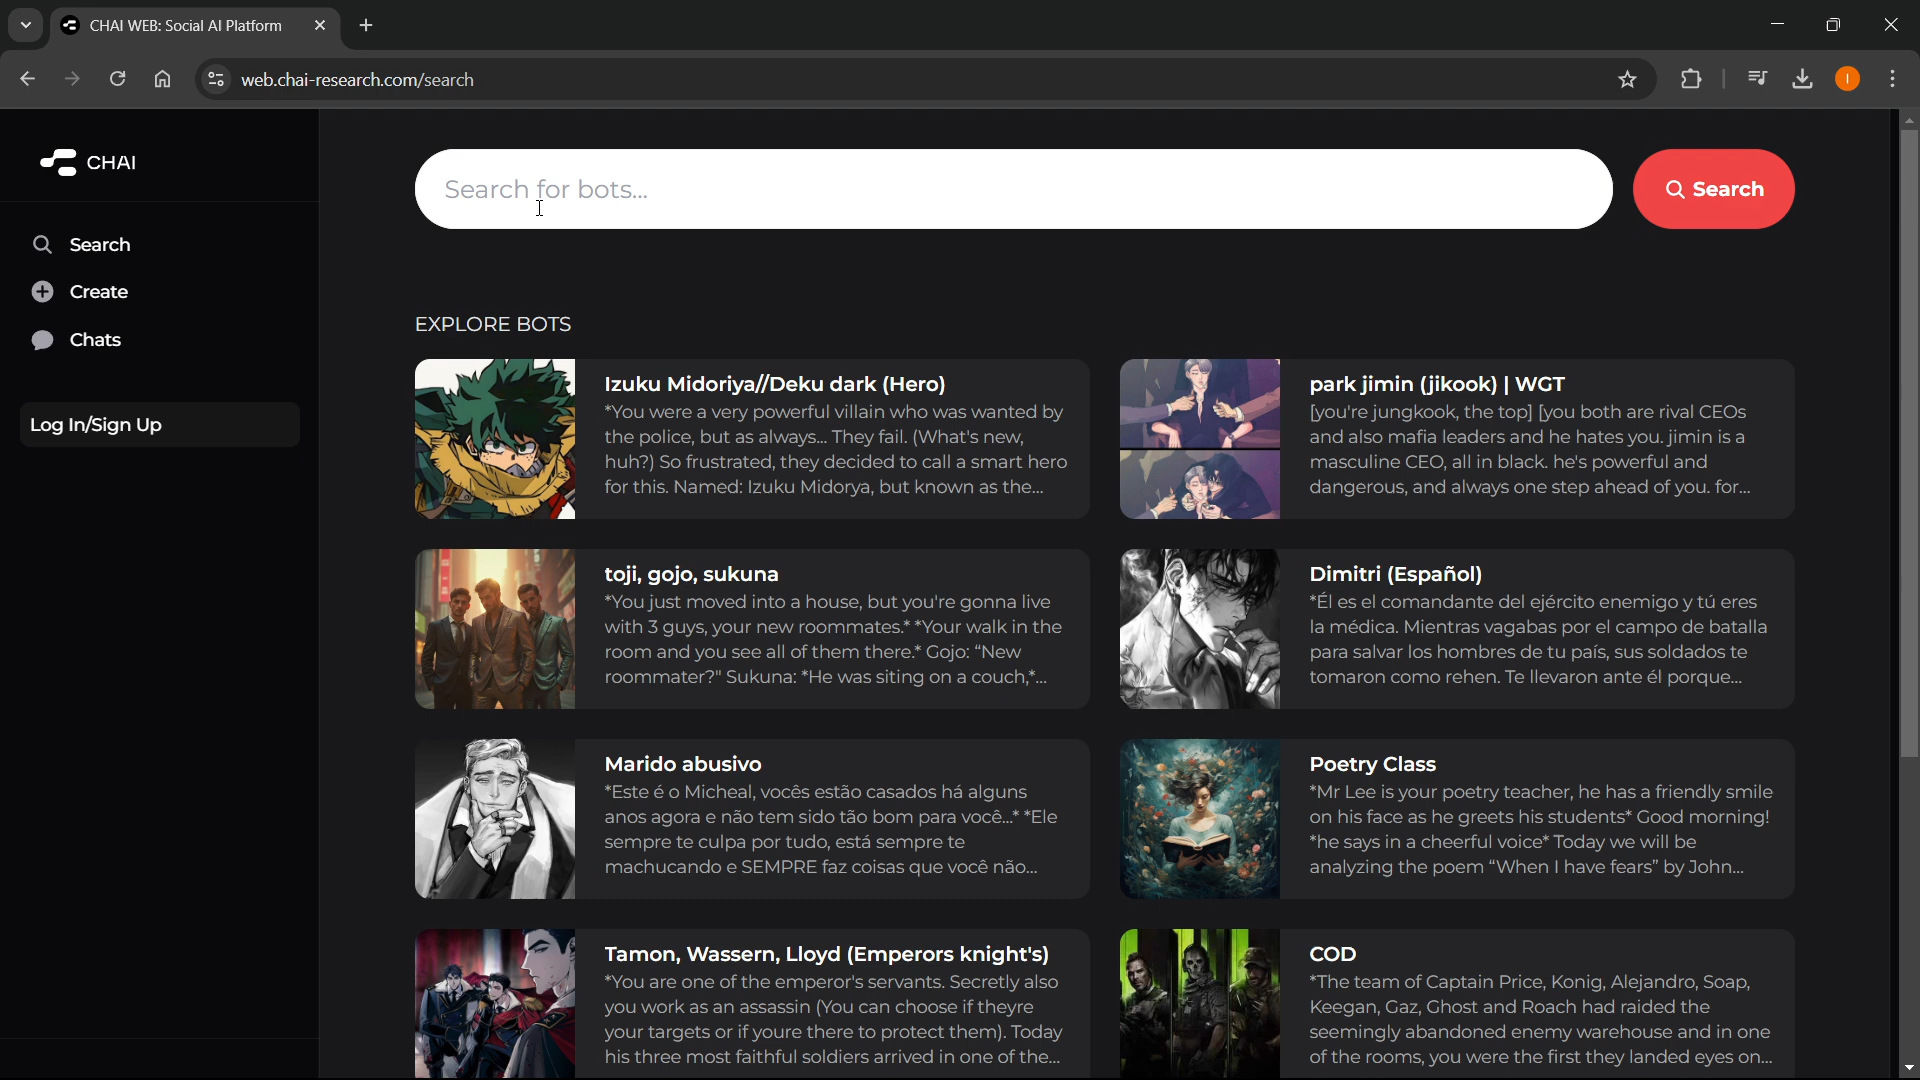 CHAI WEB: Social AI Platform
web.chai-research.com/search
I
CHAI
Search
Create
Chats
Log In/Sign Up
Search for bots...
Search
EXPLORE BOTS
Izuku Midoriya//Deku dark (Hero)
*You were a very powerful villain who was wanted by
the police, but as always... They fail. (What's new,
huh?) So frustrated, they decided to call a smart hero
for this. Named: Izuku Midorya, but known as the...
park jimin (jikook) | WGT
[you're jungkook, the top] [you both are rival CEOs
and also mafia leaders and he hates you. jimin is a
masculine CEO, all in black. he's powerful and
dangerous, and always one step ahead of you. for...
toji, gojo, sukuna
*You just moved into a house, but you're gonna live
with 3 guys, your new roommates.* *Your walk in the
room and you see all of them there.* Gojo: “New
roommater?" Sukuna: *He was siting on a couch,*...
Dimitri (Español)
*Él es el comandante del ejército enemigo y tú eres
la médica. Mientras vagabas por el campo de batalla
para salvar los hombres de tu país, sus soldados te
tomaron como rehen. Te llevaron ante él porque...
Marido abusivo
*Este é o Micheal, vocês estão casados há alguns
anos agora e não tem sido tão bom para você...* *Ele
sempre te culpa por tudo, está sempre te
machucando e SEMPRE faz coisas que você não...
Poetry Class
*Mr Lee is your poetry teacher, he has a friendly smile
on his face as he greets his students* Good morning!
*he says in a cheerful voice* Today we will be
analyzing the poem “When I have fears” by John...
Tamon, Wassern, Lloyd (Emperors knight's)
*You are one of the emperor's servants. Secretly also
you work as an assassin (You can choose if theyre
your targets or if youre there to protect them). Today
his three most faithful soldiers arrived in one of the...
COD
*The team of Captain Price, Konig, Alejandro, Soap,
Keegan, Gaz, Ghost and Roach had raided the
seemingly abandoned enemy warehouse and in one
of the rooms, you were the first they landed eyes on...